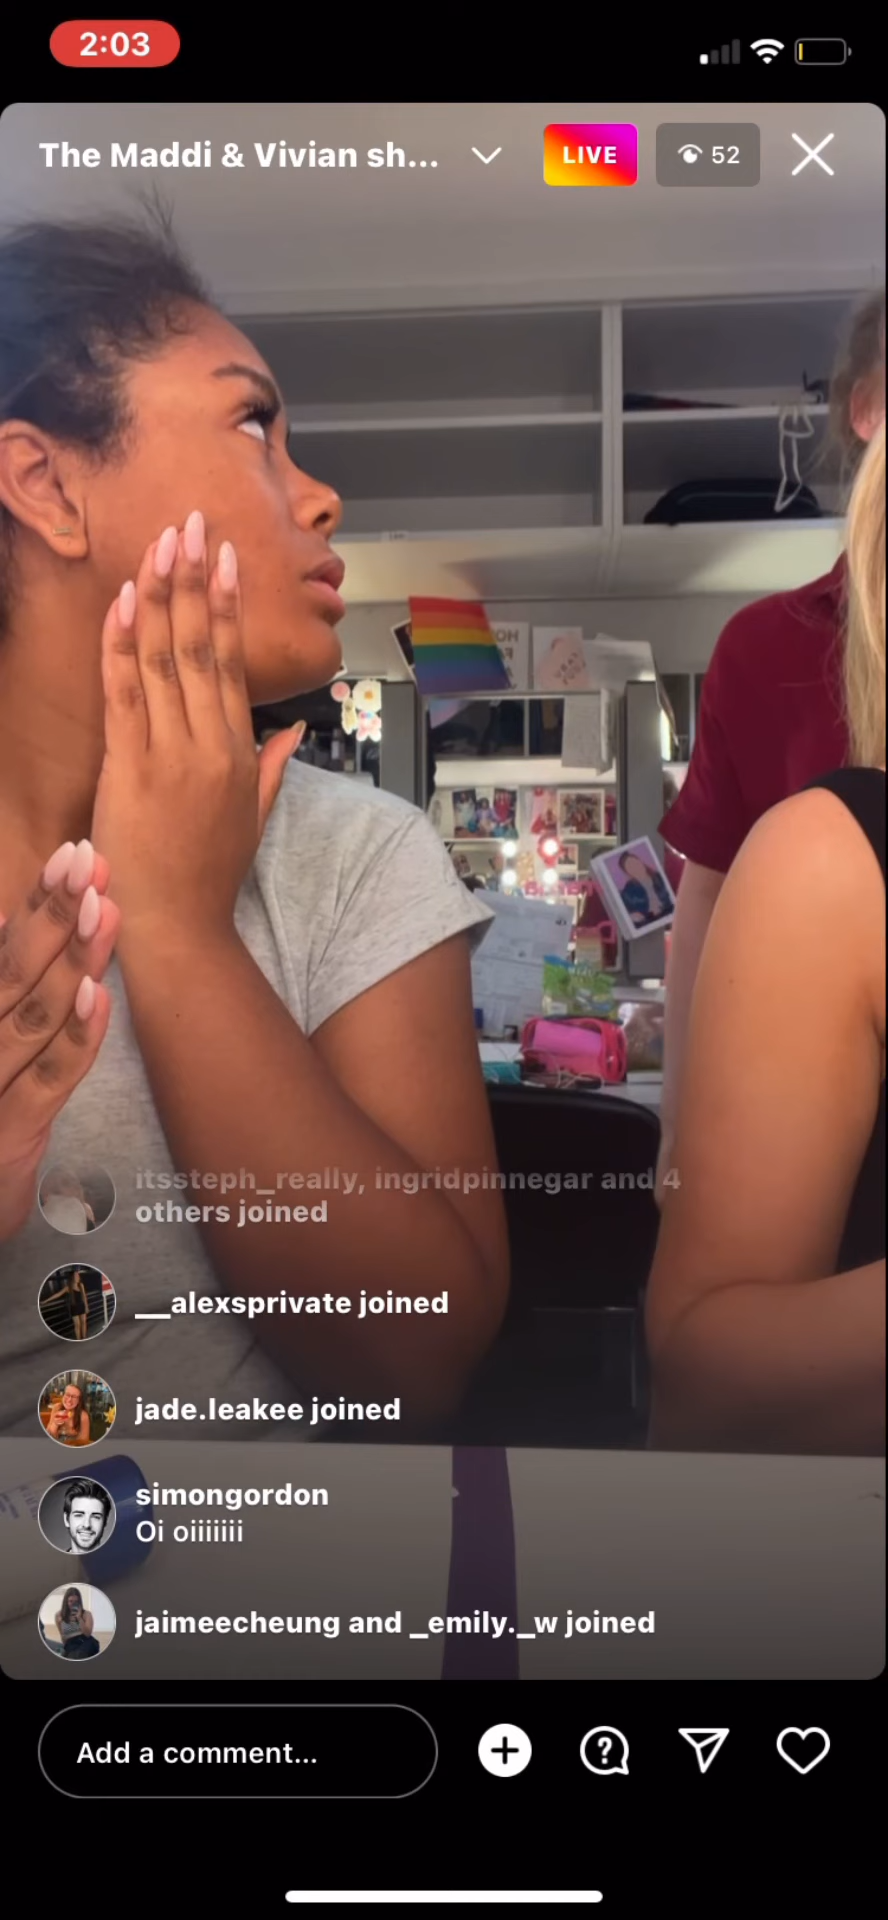 2:03
The Maddi & Vivian sh...
LIVE
52
itssteph_really, ingridpinnegar and 4
others joined
__alexsprivate joined
jade.leakee joined
simongordon
Oi oiiiiiii
jaimeecheung and _emily._w joined
Add a comment...